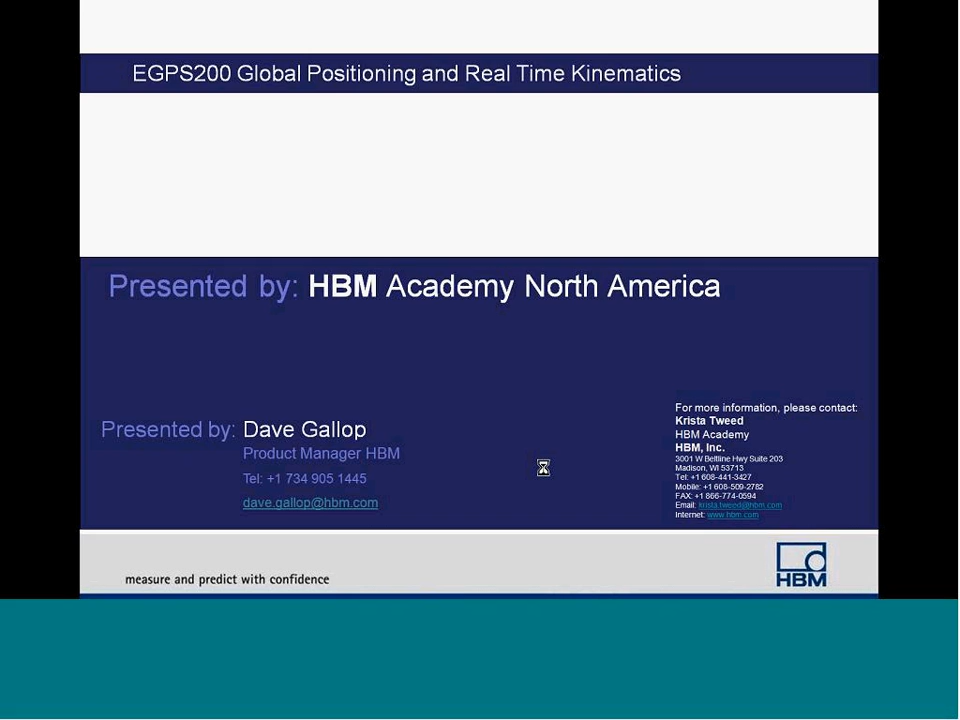 EGPS200 Global Positioning and Real Time Kinematics
Presented by: HBM Academy North America
Presented by: Dave Gallop
Product Manager HBM
Tel: +1 734 905 1445
dave.gallop@hbm.com
For more information, please contact:
Krista Tweed
HBM Academy
HBM, Inc.
3001 W Beltline Hwy Suite 203
Madison, WI 53713
Tel: +1 608-441-3427
Mobile: +1 608-509-2782
FAX: +1 866-774-0594
Email: krista.tweed@hbm.com
Internet: www.hbm.com
measure and predict with confidence
HBM